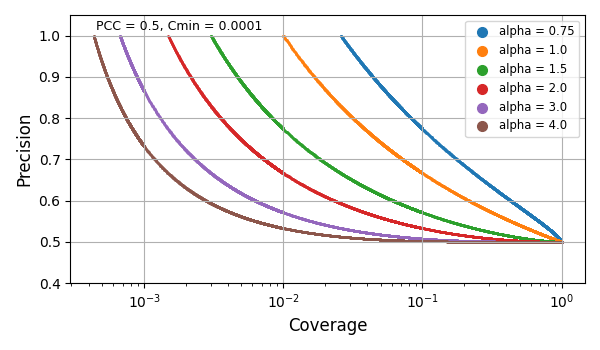 PCC = 0.5, Cmin = 0.0001
alpha = 0.75
alpha = 1.0
alpha = 1.5
alpha = 2.0
alpha = 3.0
alpha = 4.0
Precision
1.0
0.9
0.8
0.7
0.6
0.5
0.4
10⁻³
10⁻²
10⁻¹
10⁰
Coverage